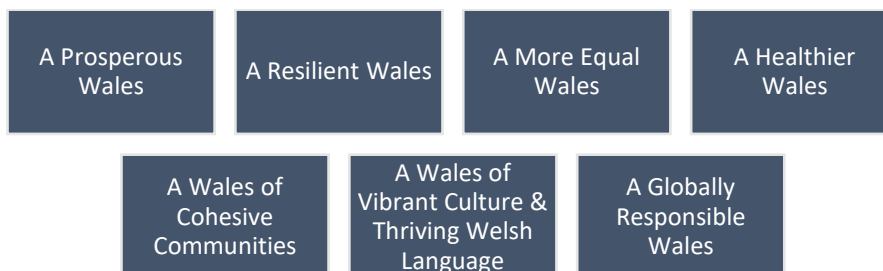 A Prosperous
Wales
A Resilient Wales
A More Equal
Wales
A Healthier
Wales
A Wales of
Cohesive
Communities
A Wales of
Vibrant Culture &
Thriving Welsh
Language
A Globally
Responsible
Wales